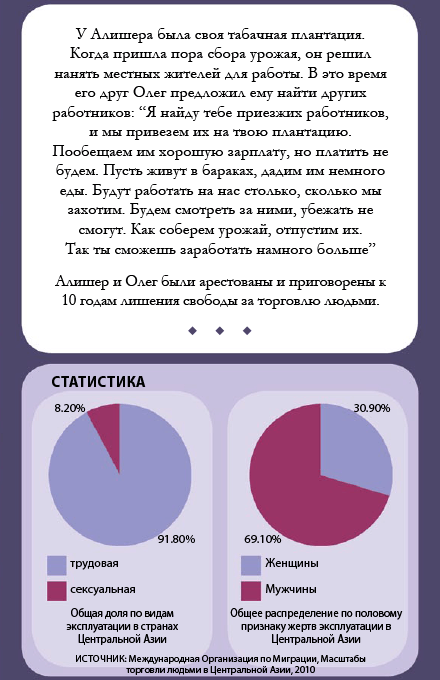 У Алишера была своя табачная плантация.
Когда пришла пора сбора урожая, он решил
нанять местных жителей для работы. В это время
его друг Олег предложил ему найти других
работников: “Я найду тебе приезжих работников,
и мы привезем их на твою плантацию.
Пообещаем им хорошую зарплату, но платить не
будем. Пусть живут в бараках, дадим им немного
еды. Будут работать на нас столько, сколько мы
захотим. Будем смотреть за ними, убежать не
смогут. Как соберем урожай, отпустим их.
Так ты сможешь заработать намного больше”
Алишер и Олег были арестованы и приговорены к
10 годам лишения свободы за торговлю людьми.
СТАТИСТИКА
8.20%
91.80%
трудовая
сексуальная
Общая доля по видам
эксплуатации в странах
Центральной Азии
30.90%
69.10%
Женщины
Мужчины
Общее распределение по половому
признаку жертв эксплуатации в
Центральной Азии
ИСТОЧНИК: Международная Организация по Миграции, Масштабы
торговли людьми в Центральной Азии, 2010